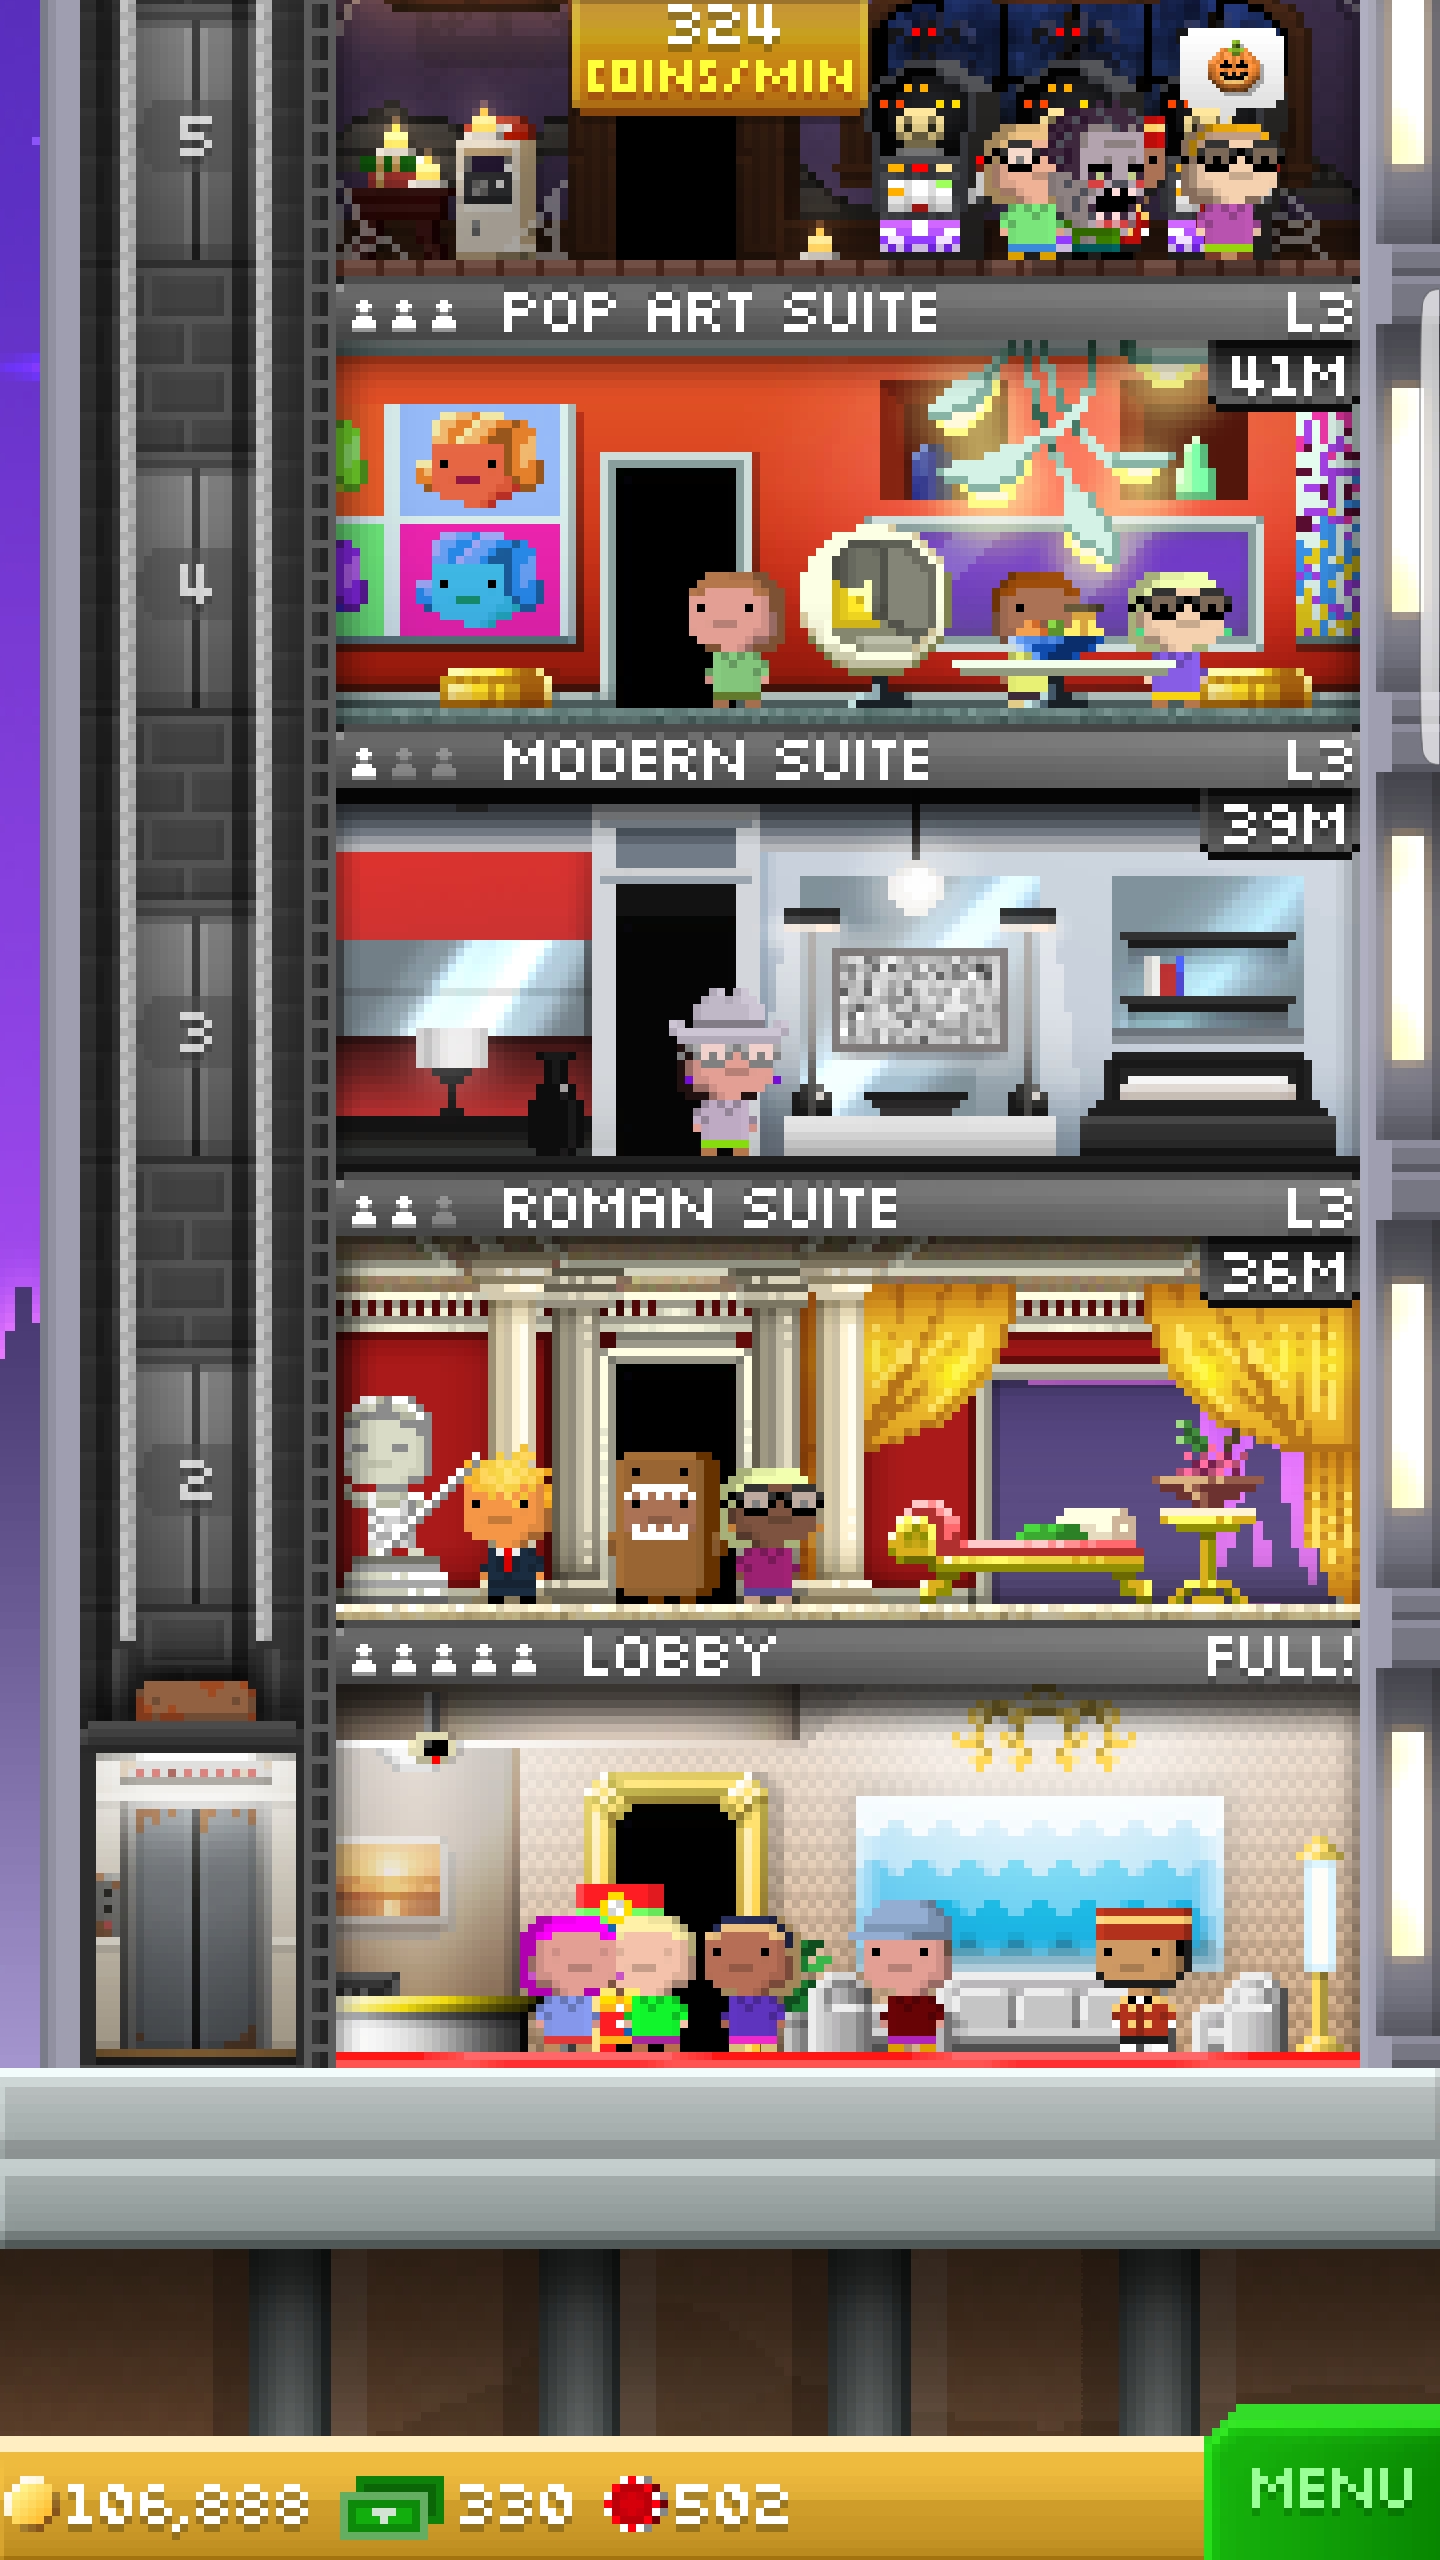 324
COINS/MIN
5
POP ART SUITE L3
41M
4
MODERN SUITE L3
39M
3
ROMAN SUITE L3
36M
2
LOBBY FULL!
106,888 330 502 MENU